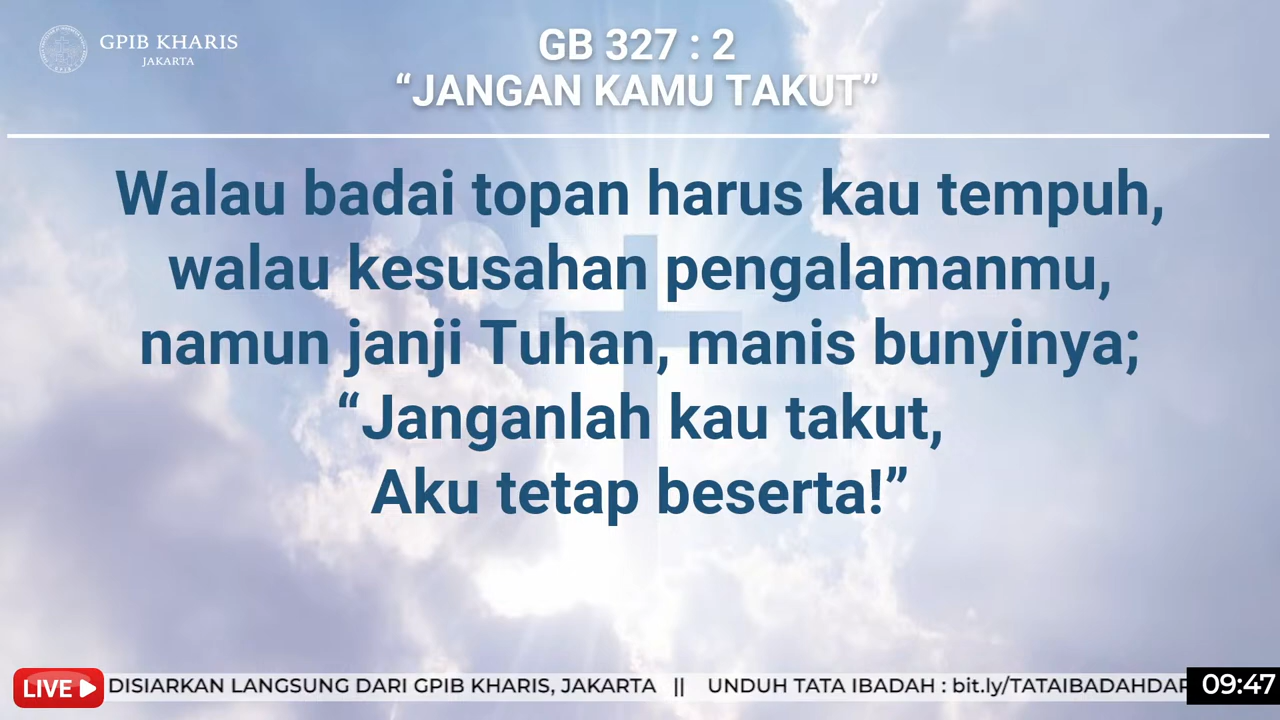 GPIB KHARIS
JAKARTA
GB 327 : 2
“JANGAN KAMU TAKUT”
Walau badai topan harus kau tempuh,
walau kesusahan pengalamanmu,
namun janji Tuhan, manis bunyinya;
“Janganlah kau takut,
Aku tetap beserta!”
LIVE DISIARKAN LANGSUNG DARI GPIB KHARIS, JAKARTA || UNDUH TATA IBADAH : bit.ly/TATAIBADAHDAR 09:47